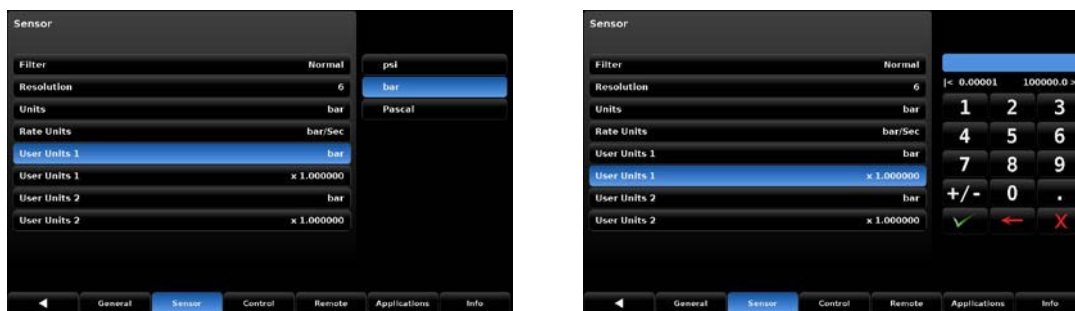 Sensor
Filter Normal psi
Resolution 6 bar
Units bar Pascal
Rate Units bar/Sec
User Units 1 bar
User Units 1 x 1.000000
User Units 2 bar
User Units 2 x 1.000000
◀ General Sensor Control Remote Applications Info
Sensor
Filter Normal
Resolution 6
Units bar
Rate Units bar/Sec
User Units 1 bar
User Units 1 x 1.000000
User Units 2 bar
User Units 2 x 1.000000
|< 0.00001 100000.0 >
1 2 3
4 5 6
7 8 9
+/- 0 .
✓ ← X
◀ General Sensor Control Remote Applications Info